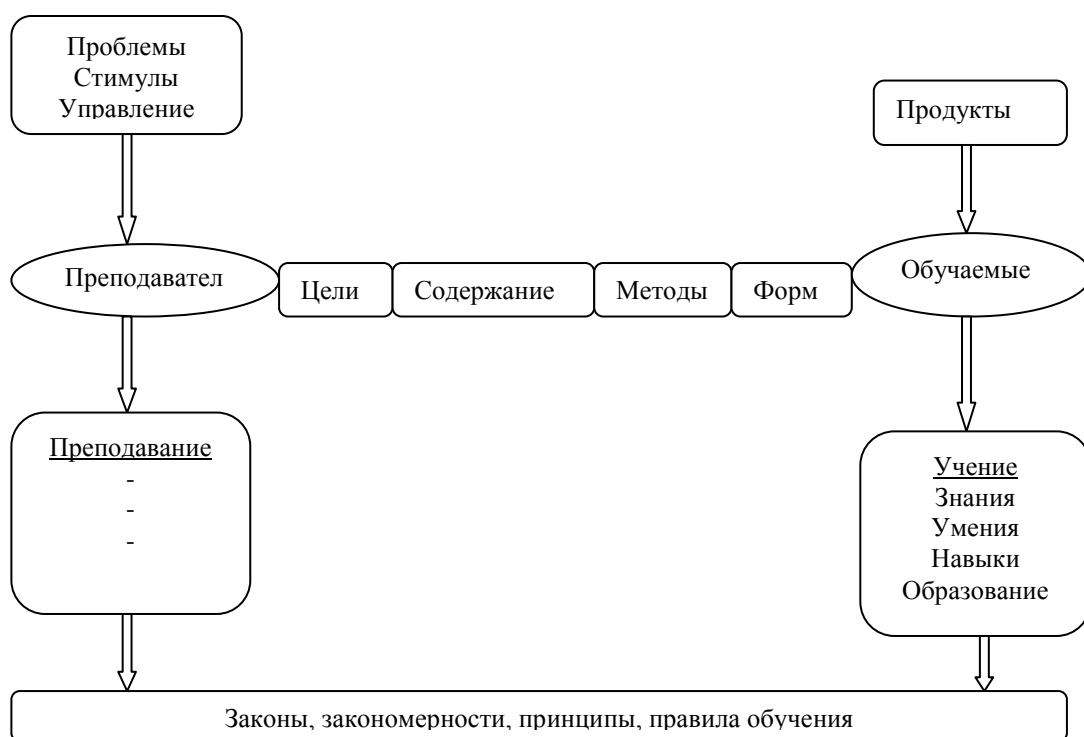 Проблемы
Стимулы
Управление
Продукты
Преподавател
Цели
Содержание
Методы
Форм
Обучаемые
Преподавание
-
-
-
Учение
Знания
Умения
Навыки
Образование
Законы, закономерности, принципы, правила обучения